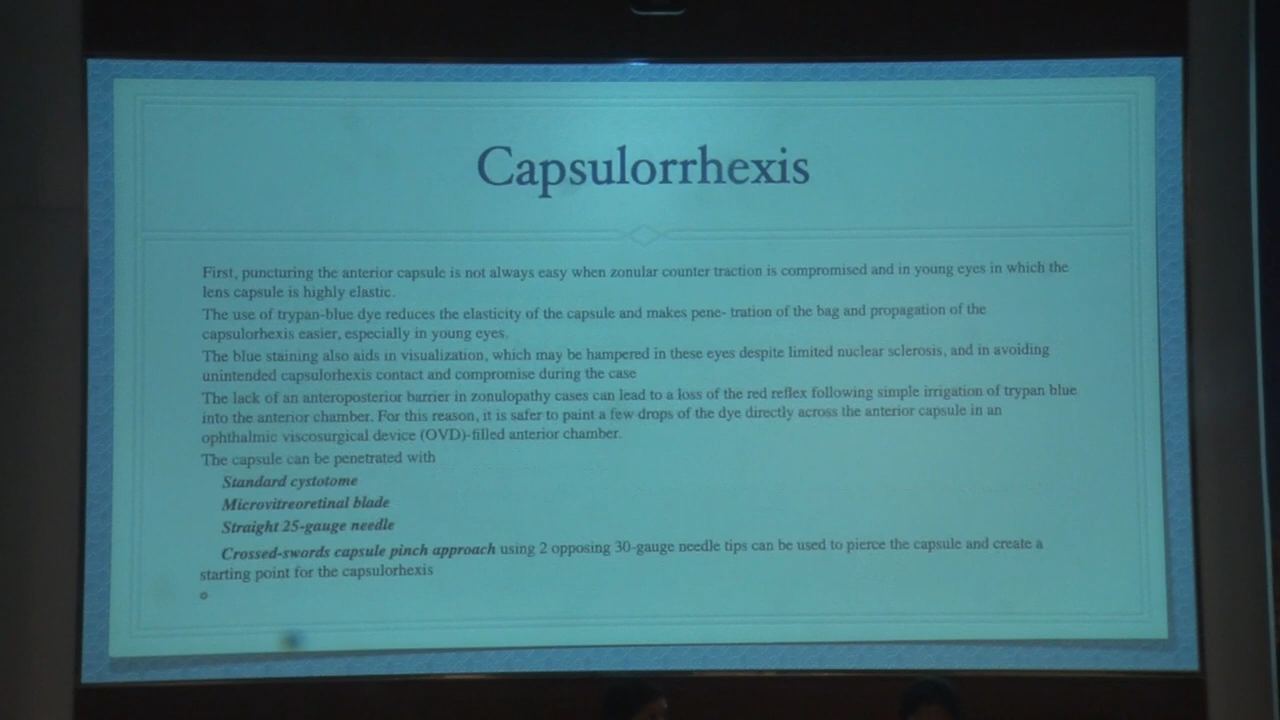 Capsulorrhexis
First, puncturing the anterior capsule is not always easy when zonular counter traction is compromised and in young eyes in which the
lens capsule is highly elastic.
The use of trypan-blue dye reduces the elasticity of the capsule and makes pene- tration of the bag and propagation of the
capsulorhexis easier, especially in young eyes.
The blue staining also aids in visualization, which may be hampered in these eyes despite limited nuclear sclerosis, and in avoiding
unintended capsulorhexis contact and compromise during the case
The lack of an anteroposterior barrier in zonulopathy cases can lead to a loss of the red reflex following simple irrigation of trypan blue
into the anterior chamber. For this reason, it is safer to paint a few drops of the dye directly across the anterior capsule in an
ophthalmic viscosurgical device (OVD)-filled anterior chamber.
The capsule can be penetrated with
Standard cystotome
Microvitreoretinal blade
Straight 25-gauge needle
Crossed-swords capsule pinch approach using 2 opposing 30-gauge needle tips can be used to pierce the capsule and create a
starting point for the capsulorhexis